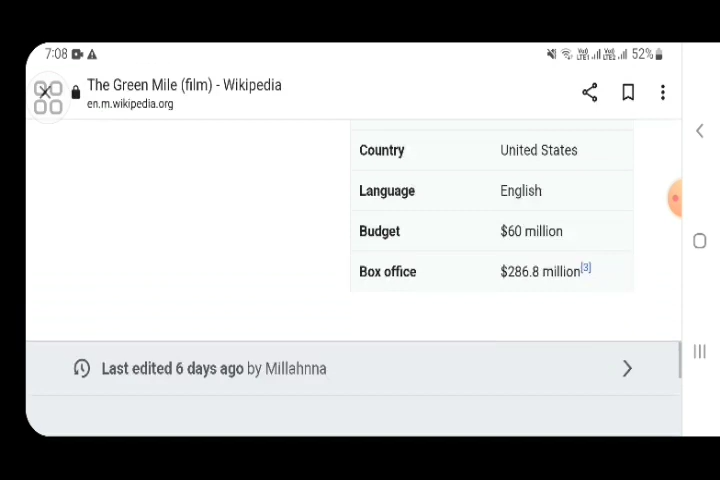 7:08
52%
The Green Mile (film) - Wikipedia
en.m.wikipedia.org
Country United States
Language English
Budget $60 million
Box office $286.8 million[3]
Last edited 6 days ago by Millahnna